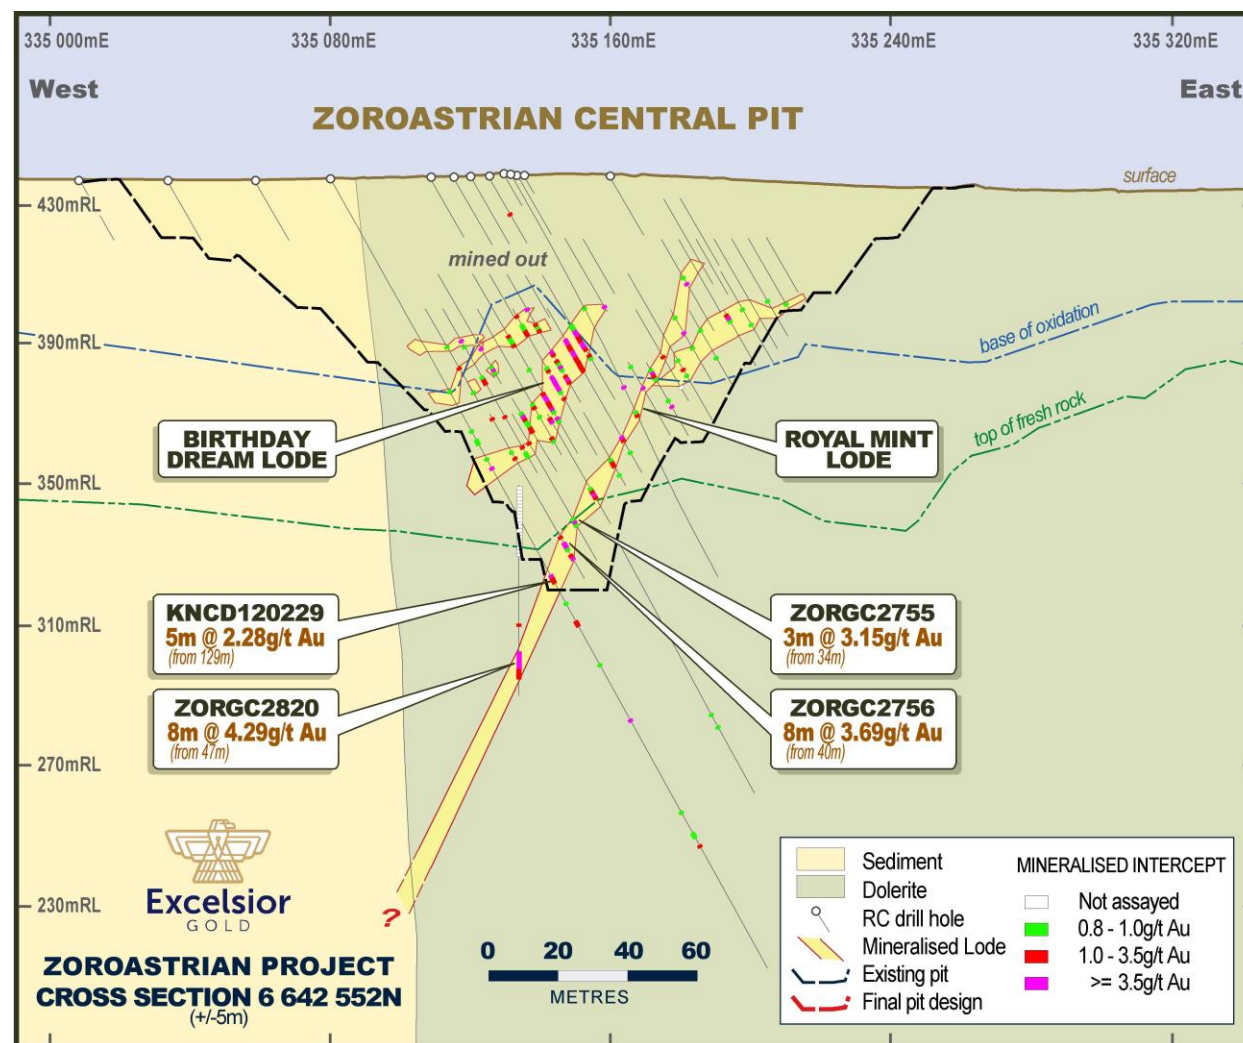 335 000mE
335 080mE
335 160mE
335 240mE
335 320mE
West
East
ZOROASTRIAN CENTRAL PIT
surface
430mRL
mined out
390mRL
base of oxidation
top of fresh rock
BIRTHDAY
DREAM LODE
ROYAL MINT
LODE
350mRL
KNCD120229
5m @ 2.28g/t Au
(from 129m)
ZORGC2755
3m @ 3.15g/t Au
(from 34m)
310mRL
ZORGC2820
8m @ 4.29g/t Au
(from 47m)
ZORGC2756
8m @ 3.69g/t Au
(from 40m)
270mRL
230mRL
?
Excelsior
GOLD
ZOROASTRIAN PROJECT
CROSS SECTION 6 642 552N
(+/-5m)
0 20 40 60
METRES
Sediment
Dolerite
RC drill hole
Mineralised Lode
Existing pit
Final pit design
MINERALISED INTERCEPT
Not assayed
0.8 - 1.0g/t Au
1.0 - 3.5g/t Au
>= 3.5g/t Au